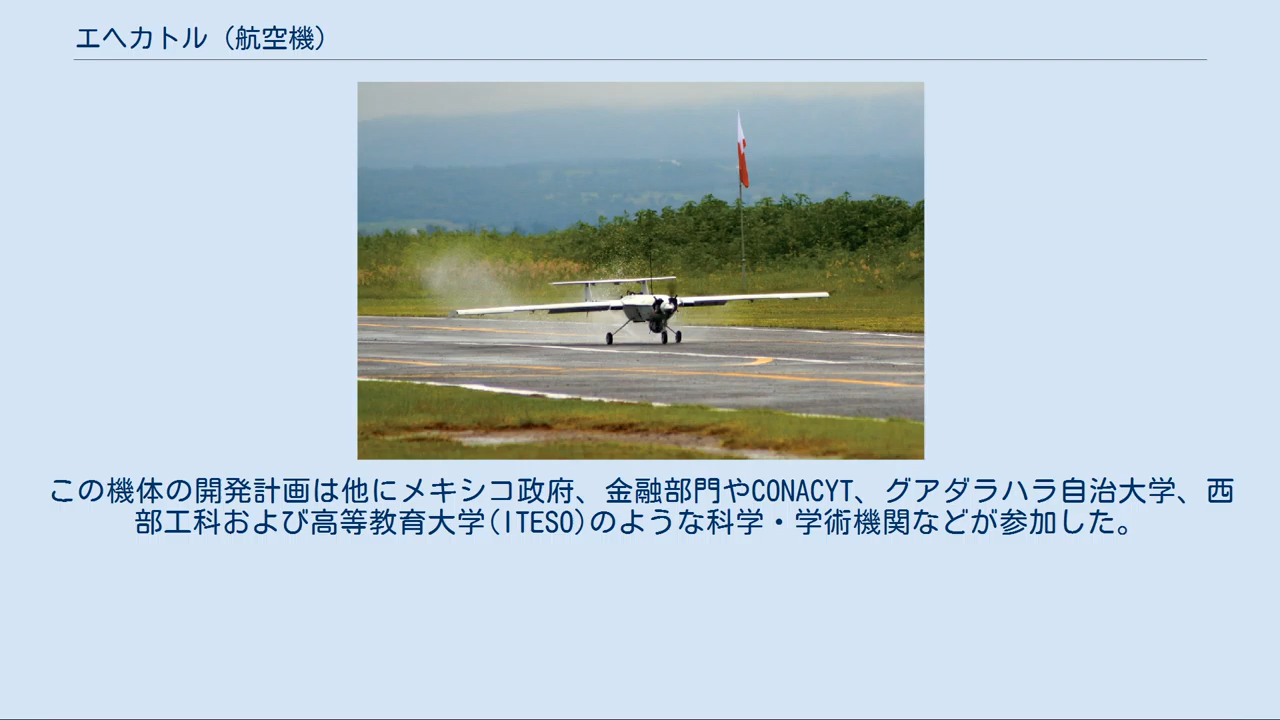 エヘカトル（航空機）
この機体の開発計画は他にメキシコ政府、金融部門やCONACYT、グアダラハラ自治大学、西
部工科および高等教育大学(ITESO)のような科学・学術機関などが参加した。